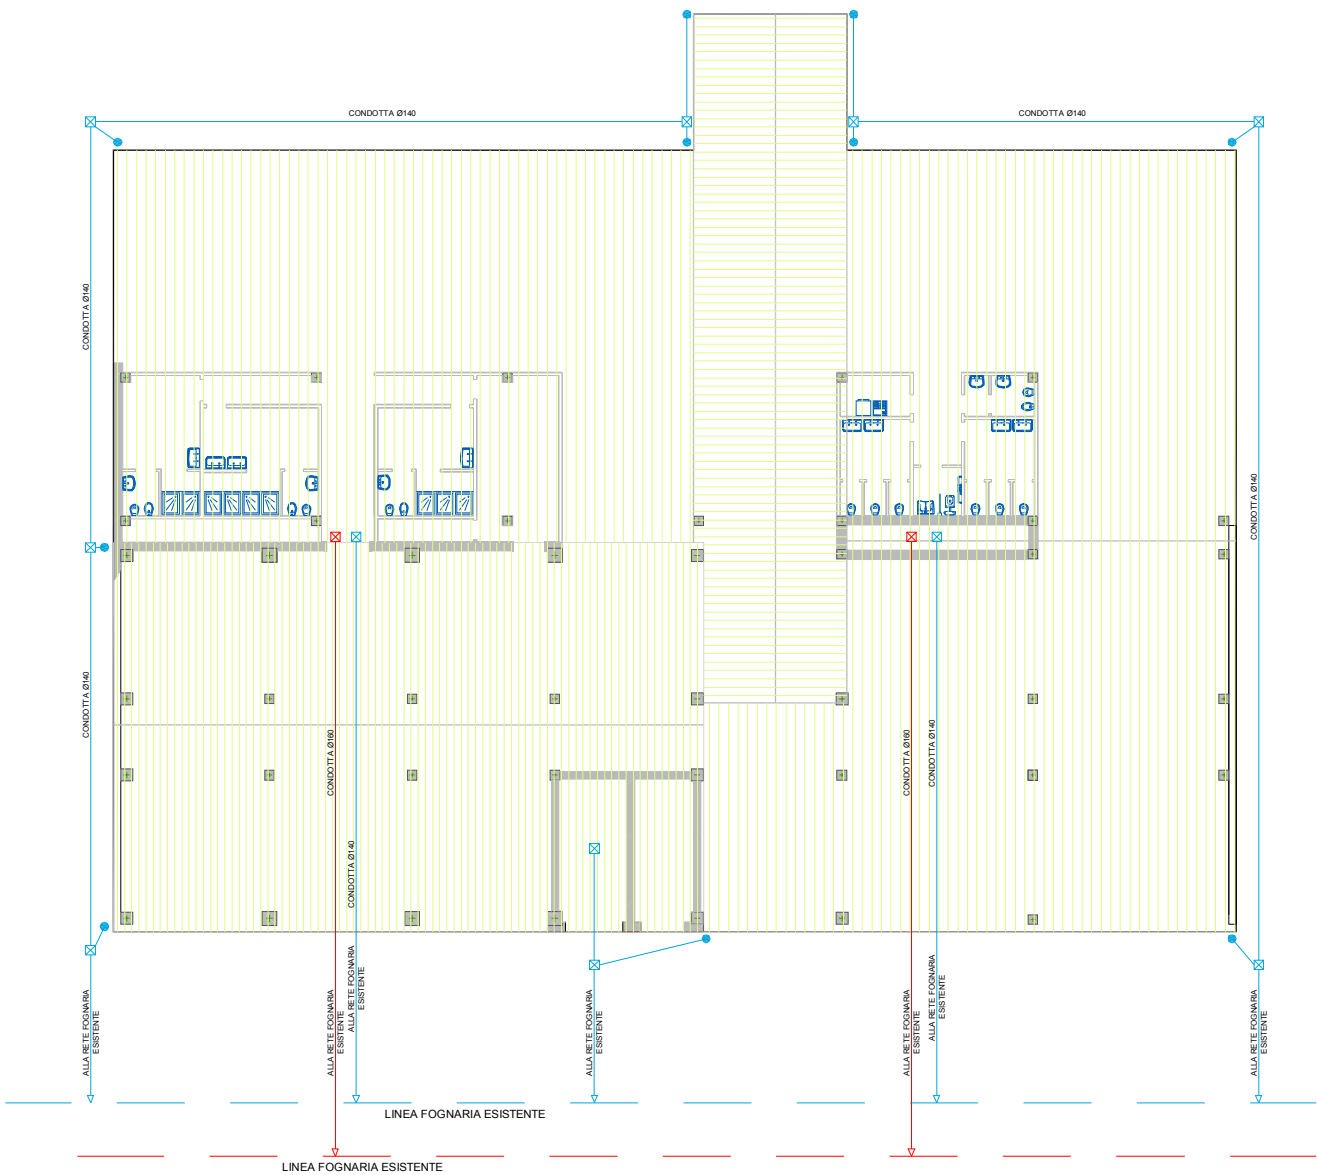 CONDOTTA Ø140
CONDOTTA Ø140
CONDOTTA Ø140
CONDOTTA Ø140
CONDOTTA Ø140
CONDOTTA Ø160
CONDOTTA Ø160
CONDOTTA Ø140
CONDOTTA Ø140
ALLA RETE FOGNARIA
ESISTENTE
ALLA RETE FOGNARIA
ESISTENTE
ALLA RETE FOGNARIA
ESISTENTE
ALLA RETE FOGNARIA
ESISTENTE
ALLA RETE FOGNARIA
ESISTENTE
ALLA RETE FOGNARIA
ESISTENTE
ALLA RETE FOGNARIA
ESISTENTE
LINEA FOGNARIA ESISTENTE
LINEA FOGNARIA ESISTENTE